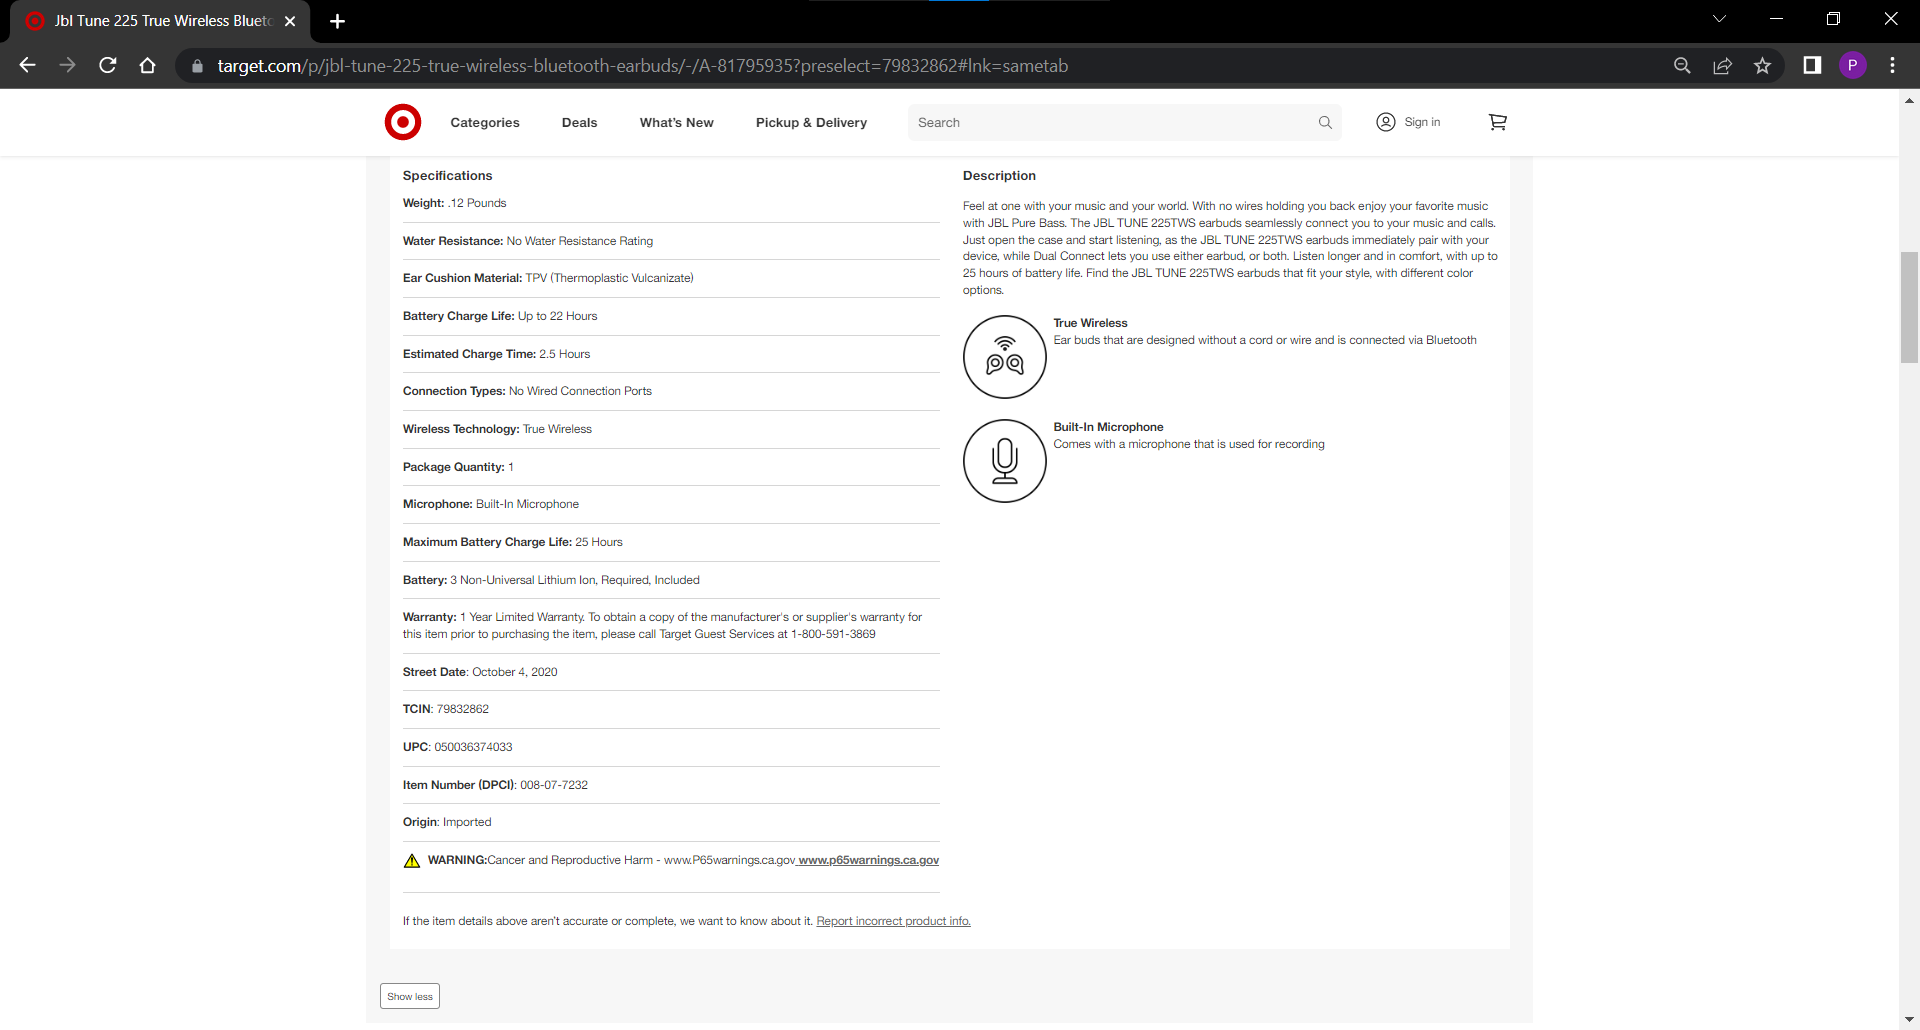 Jbl Tune 225 True Wireless Blueto
target.com/p/jbl-tune-225-true-wireless-bluetooth-earbuds/-/A-81795935?preselect=79832862#lnk=sametab
P
Categories
Deals
What's New
Pickup & Delivery
Search
Sign in
Specifications
Weight: .12 Pounds
Water Resistance: No Water Resistance Rating
Ear Cushion Material: TPV (Thermoplastic Vulcanizate)
Battery Charge Life: Up to 22 Hours
Estimated Charge Time: 2.5 Hours
Connection Types: No Wired Connection Ports
Wireless Technology: True Wireless
Package Quantity: 1
Microphone: Built-In Microphone
Maximum Battery Charge Life: 25 Hours
Battery: 3 Non-Universal Lithium Ion, Required, Included
Warranty: 1 Year Limited Warranty. To obtain a copy of the manufacturer's or supplier's warranty for
this item prior to purchasing the item, please call Target Guest Services at 1-800-591-3869
Street Date: October 4, 2020
TCIN: 79832862
UPC: 050036374033
Item Number (DPCI): 008-07-7232
Origin: Imported
WARNING:Cancer and Reproductive Harm - www.P65warnings.ca.gov www.p65warnings.ca.gov
If the item details above aren't accurate or complete, we want to know about it. Report incorrect product info.
Description
Feel at one with your music and your world. With no wires holding you back enjoy your favorite music
with JBL Pure Bass. The JBL TUNE 225TWS earbuds seamlessly connect you to your music and calls.
Just open the case and start listening, as the JBL TUNE 225TWS earbuds immediately pair with your
device, while Dual Connect lets you use either earbud, or both. Listen longer and in comfort, with up to
25 hours of battery life. Find the JBL TUNE 225TWS earbuds that fit your style, with different color
options.
True Wireless
Ear buds that are designed without a cord or wire and is connected via Bluetooth
Built-In Microphone
Comes with a microphone that is used for recording
Show less